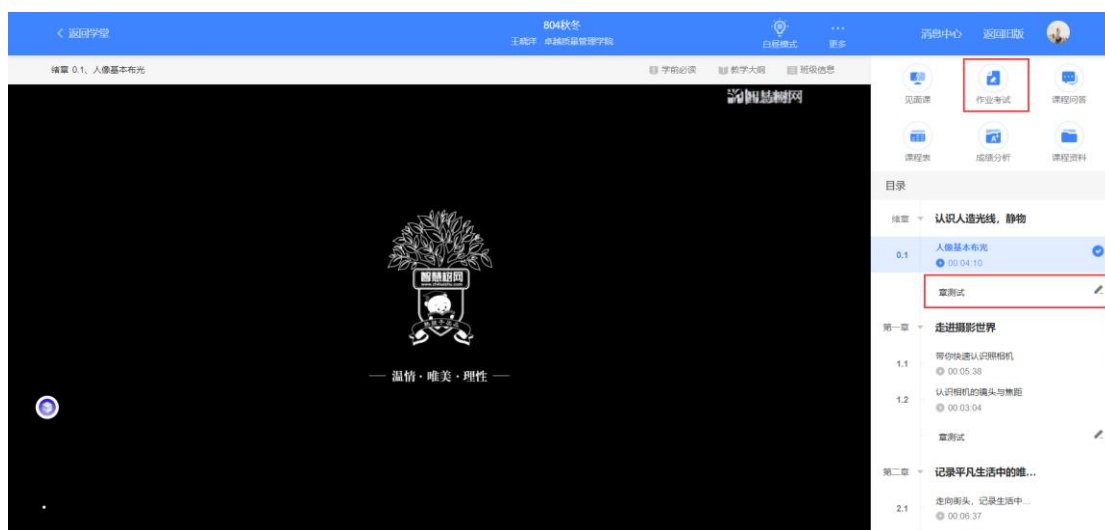 < 返回学堂
804秋冬
王晓洋 卓越质量管理学院
白昼模式
...
更多
消息中心
返回旧版
绪章 0.1、人像基本布光
学前必读
教学大纲
班级信息
智慧树网
见面课
作业考试
课程问答
课程表
成绩分析
课程资料
智慧树网
www.zhihuishu.com
— 温情·唯美·理性 —
目录
绪章 认识人造光线，静物
0.1 人像基本布光
00:04:10
章测试
第一章 走进摄影世界
1.1 带你快速认识照相机
00:05:38
1.2 认识相机的镜头与焦距
00:03:04
章测试
第二章 记录平凡生活中的唯...
2.1 走向街头，记录生活中...
00:06:37